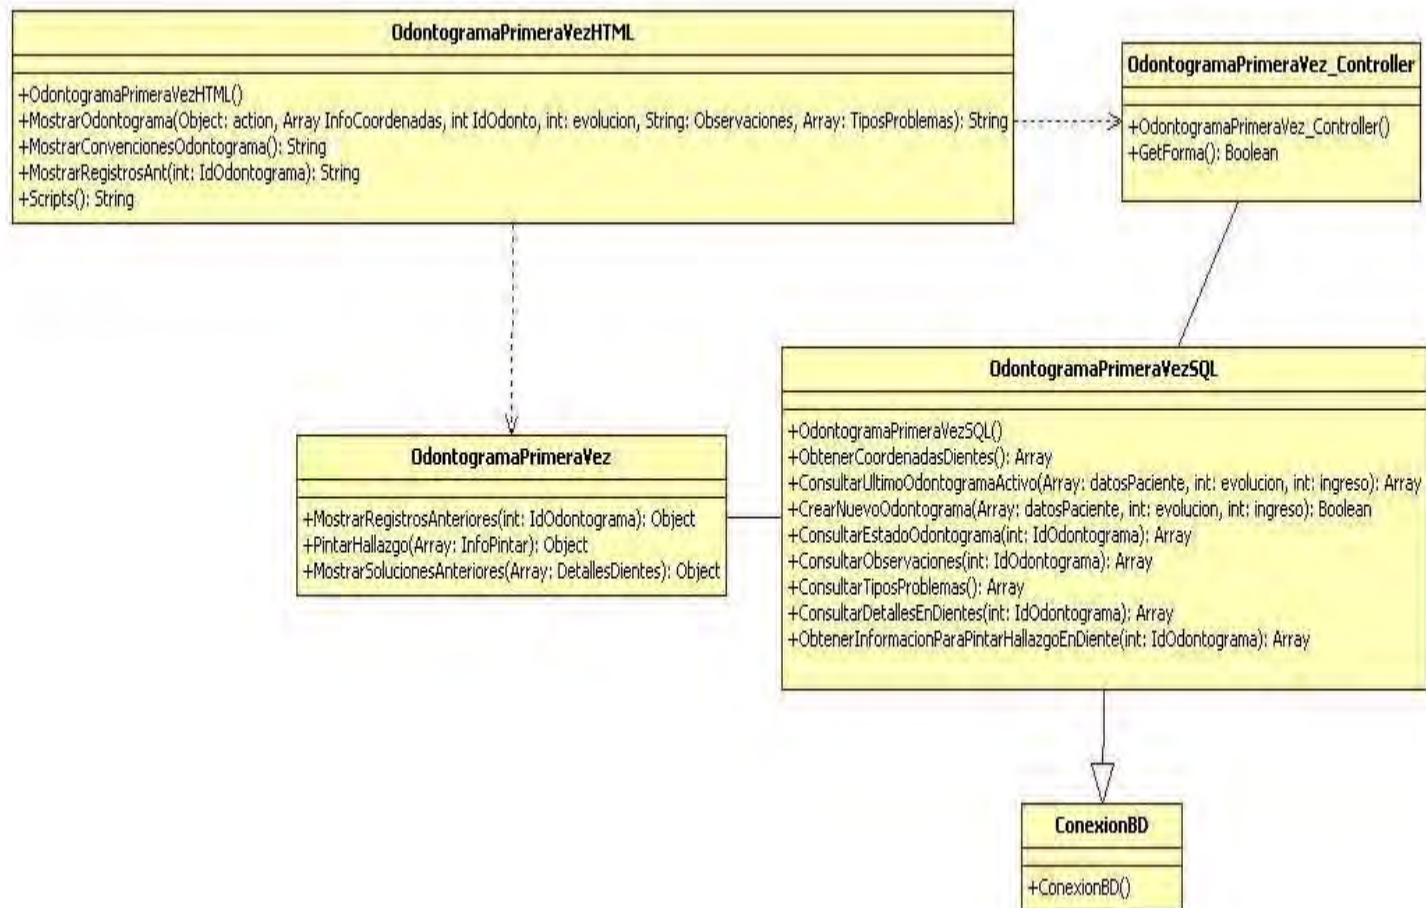 OdontogramaPrimeraVezHTML
+OdontogramaPrimeraVezHTML()
+MostrarOdontograma(Object: action, Array InfoCoordenadas, int IdOdonto, int: evolucion, String: Observaciones, Array: TiposProblemas): String
+MostrarConvencionesOdontograma(): String
+MostrarRegistrosAnt(int: IdOdontograma): String
+Scripts(): String
OdontogramaPrimeraVez_Controller
+OdontogramaPrimeraVez_Controller()
+GetForma(): Boolean
OdontogramaPrimeraVez
+MostrarRegistrosAnteriores(int: IdOdontograma): Object
+PintarHallazgo(Array: InfoPintar): Object
+MostrarSolucionesAnteriores(Array: DetallesDientes): Object
OdontogramaPrimeraVezSQL
+OdontogramaPrimeraVezSQL()
+ObtenerCoordenadasDientes(): Array
+ConsultarUltimoOdontogramaActivo(Array: datosPaciente, int: evolucion, int: ingreso): Array
+CrearNuevoOdontograma(Array: datosPaciente, int: evolucion, int: ingreso): Boolean
+ConsultarEstadoOdontograma(int: IdOdontograma): Array
+ConsultarObservaciones(int: IdOdontograma): Array
+ConsultarTiposProblemas(): Array
+ConsultarDetallesEnDientes(int: IdOdontograma): Array
+ObtenerInformacionParaPintarHallazgoEnDiente(int: IdOdontograma): Array
ConexionBD
+ConexionBD()